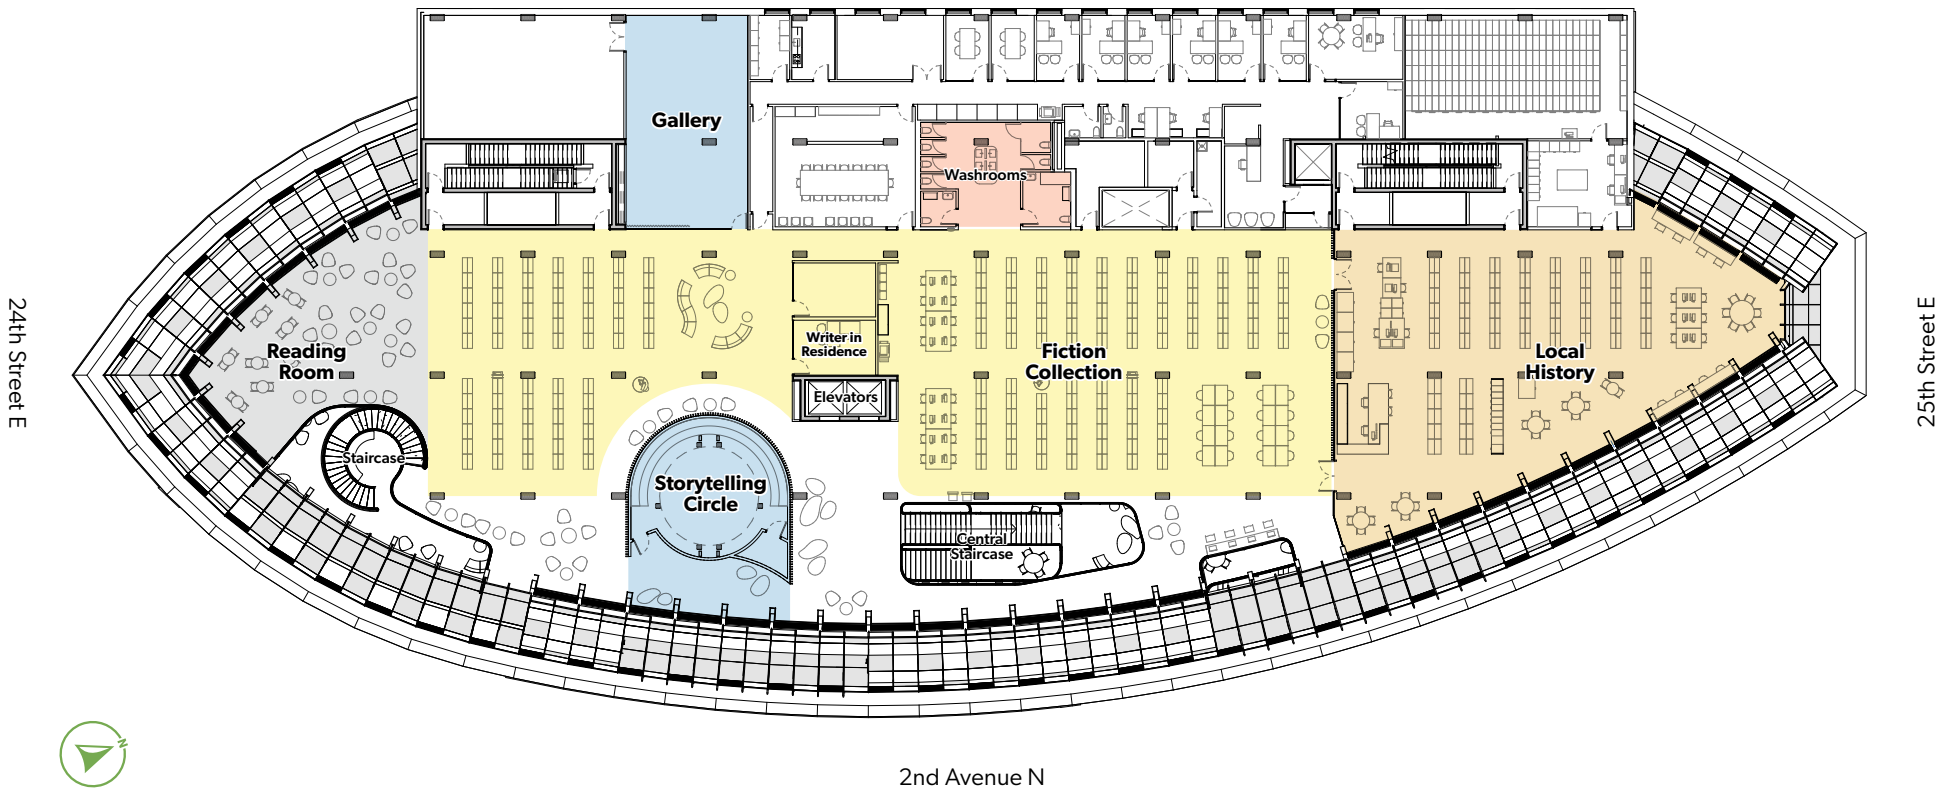 Gallery
Washrooms
24th Street E
Reading
Room
Writer in
Residence
Fiction
Collection
Local
History
25th Street E
Elevators
Staircase
Storytelling
Circle
Central
Staircase
N
2nd Avenue N